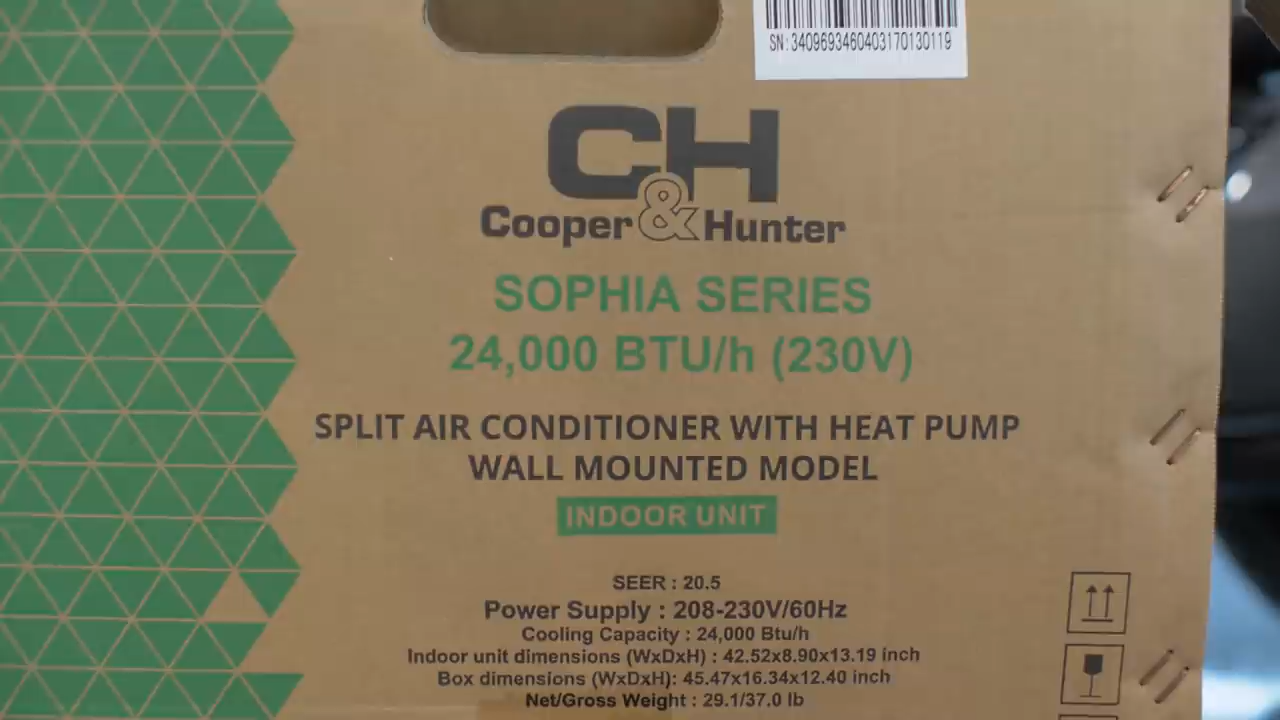 SN:3409693460403170130119
CH
Cooper & Hunter
SOPHIA SERIES
24,000 BTU/h (230V)
SPLIT AIR CONDITIONER WITH HEAT PUMP
WALL MOUNTED MODEL
INDOOR UNIT
SEER : 20.5
Power Supply : 208-230V/60Hz
Cooling Capacity : 24,000 Btu/h
Indoor unit dimensions (WxDxH) : 42.52x8.90x13.19 inch
Box dimensions (WxDxH): 45.47x16.34x12.40 inch
Net/Gross Weight : 29.1/37.0 lb